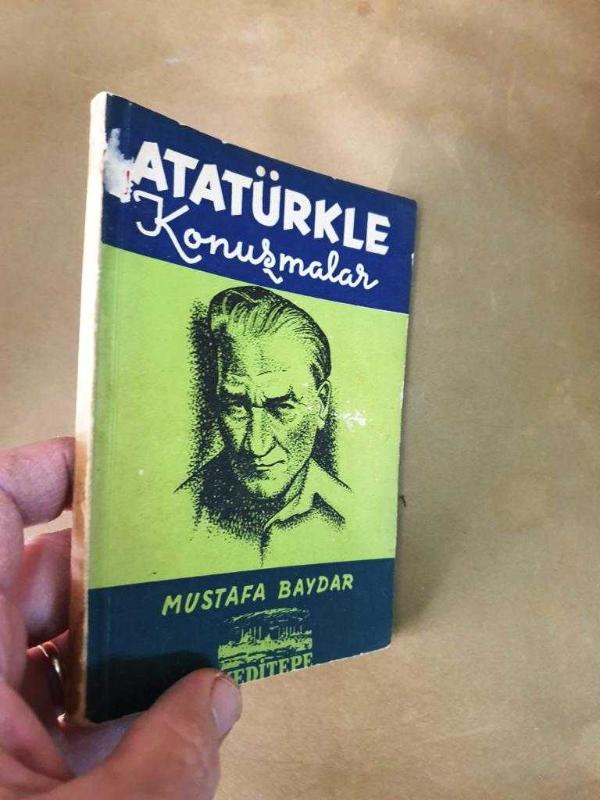 ATATÜRKLE
Konuşmalar
MUSTAFA BAYDAR
YEDİTEPE